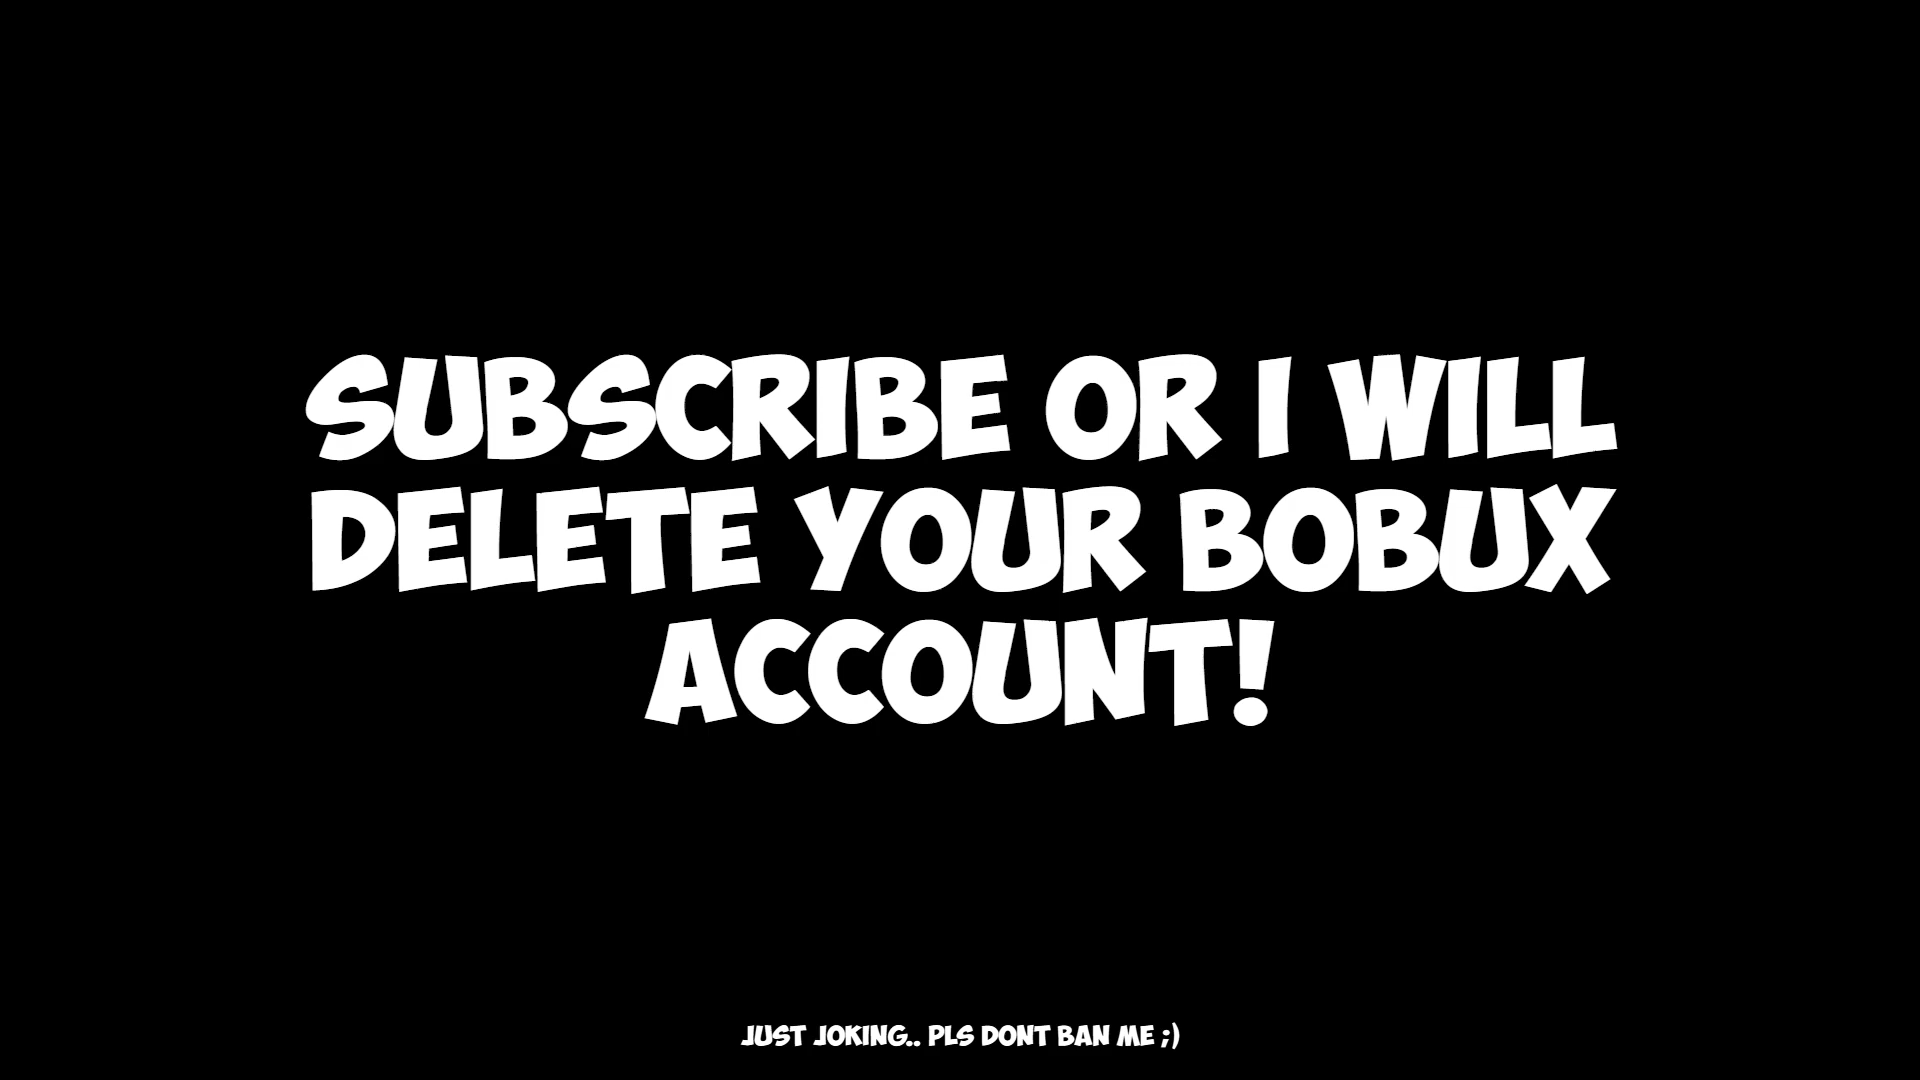 SUBSCRIBE OR I WILL
DELETE YOUR BOBUX
ACCOUNT!
JUST JOKING.. PLS DONT BAN ME ;)